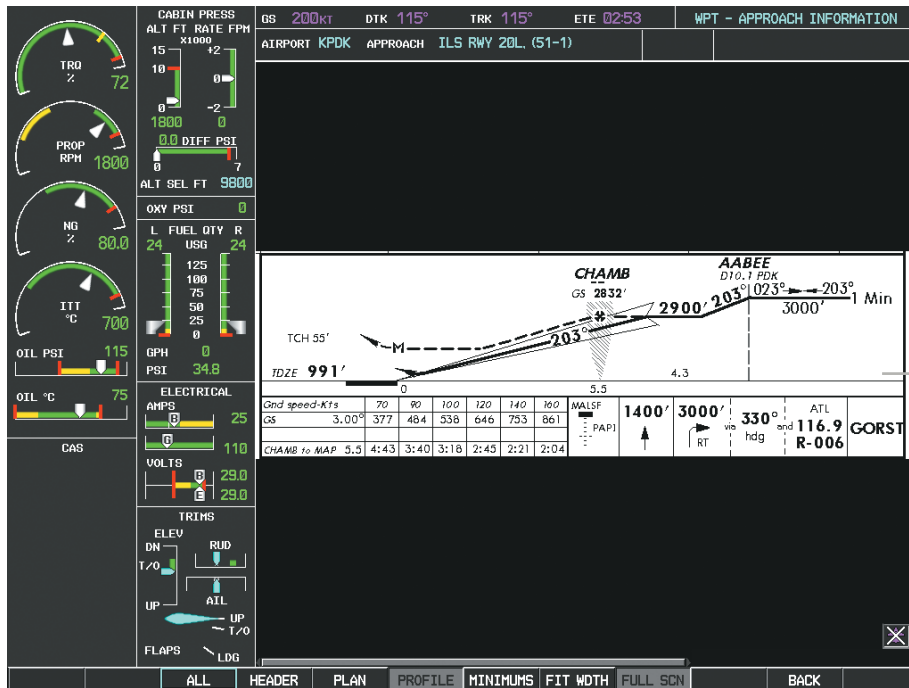 GS 200KT DTK 115° TRK 115° ETE 02:53 WPT - APPROACH INFORMATION
AIRPORT KPDK APPROACH ILS RWY 20L, (51-1)
TRQ
%
72
PROP
RPM
1800
NG
%
80.0
ITT
°C
700
OIL PSI 115
OIL °C 75
CAS
CABIN PRESS
ALT FT RATE FPM
X1000
15 +2
10
0
0 -2
1800 0
0.0 DIFF PSI
0 7
ALT SEL FT 9800
OXY PSI 0
L FUEL QTY R
24 USG 24
125
100
75
50
25
0
GPH 0
PSI 34.8
ELECTRICAL
AMPS
B 25
G 110
VOLTS
B 29.0
E 29.0
TRIMS
ELEV
DN RUD
T/O
UP AIL
UP
T/O
FLAPS LDG
AABEE
D10.1 PDK
CHAMB
GS 2832'
2900' 203° 023° 203°
3000' 1 Min
TCH 55'
M
203°
TDZE 991'
4.3
0 5.5
Gnd speed-Kts 70 90 100 120 140 160
GS 3.00° 377 484 538 646 753 861
CHAMB to MAP 5.5 4:43 3:40 3:18 2:45 2:21 2:04
MALSF
PAPI
1400'
3000'
RT
via 330°
hdg
and ATL
116.9
R-006
GORST
ALL HEADER PLAN PROFILE MINIMUMS FIT WDTH FULL SCN BACK